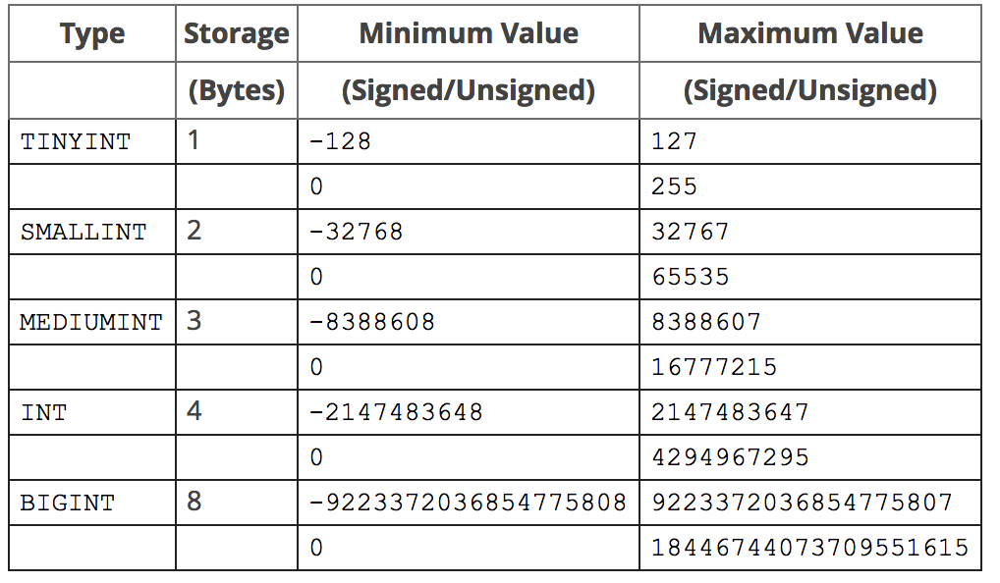 Type Storage Minimum Value Maximum Value
(Bytes) (Signed/Unsigned) (Signed/Unsigned)
TINYINT 1 -128 127
0 255
SMALLINT 2 -32768 32767
0 65535
MEDIUMINT 3 -8388608 8388607
0 16777215
INT 4 -2147483648 2147483647
0 4294967295
BIGINT 8 -9223372036854775808 9223372036854775807
0 18446744073709551615